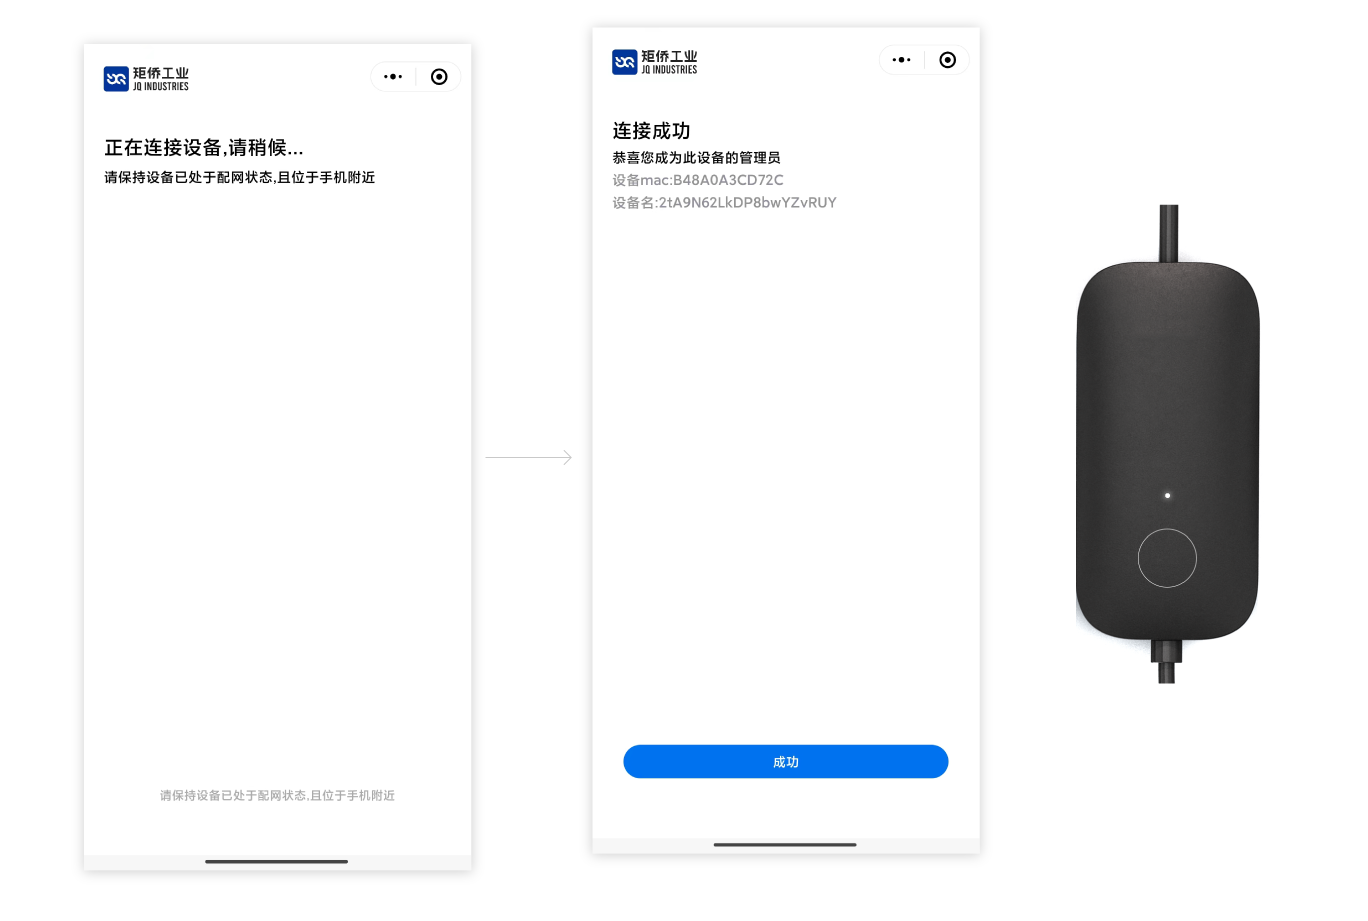 矩侨工业
JQ INDUSTRIES
正在连接设备,请稍候...
请保持设备已处于配网状态,且位于手机附近
请保持设备已处于配网状态,且位于手机附近
矩侨工业
JQ INDUSTRIES
连接成功
恭喜您成为此设备的管理员
设备mac:B48A0A3CD72C
设备名:2tA9N62LkDP8bwYZvRUY
成功